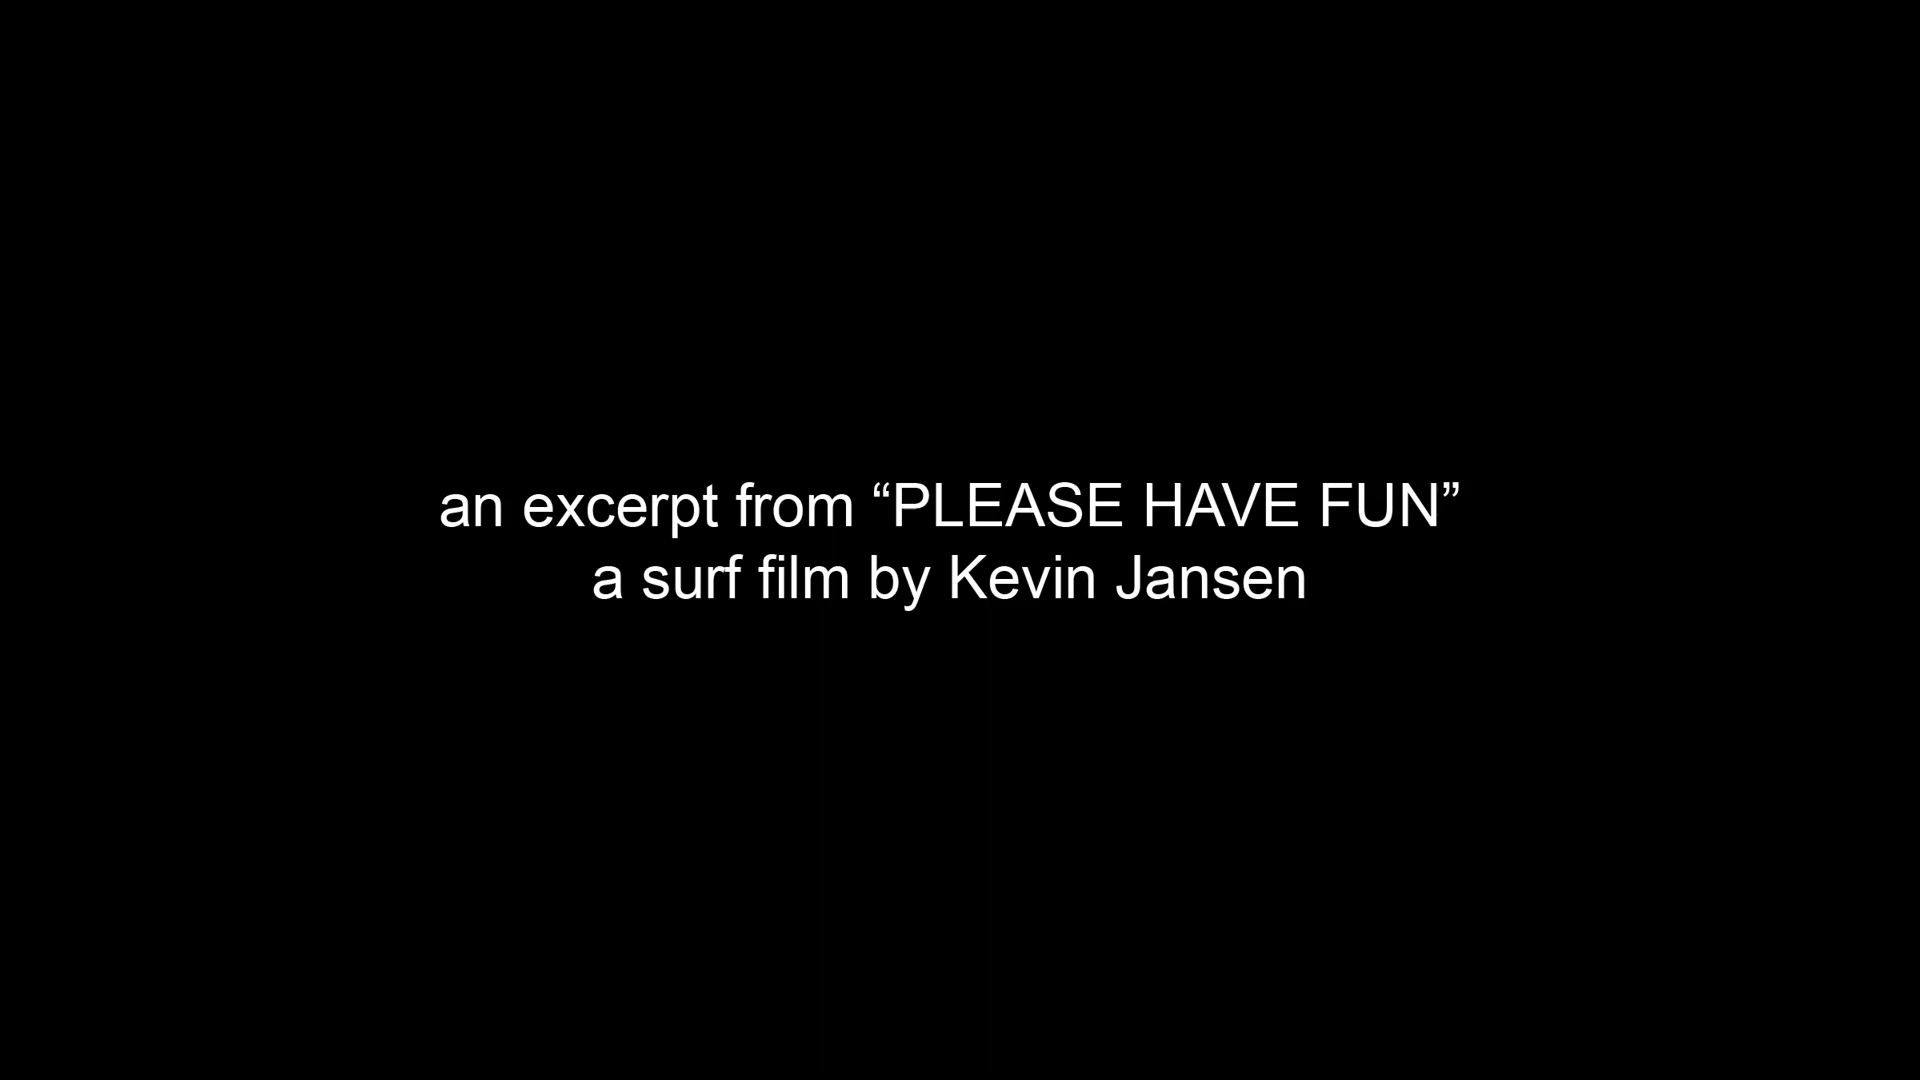 an excerpt from “PLEASE HAVE FUN”
a surf film by Kevin Jansen